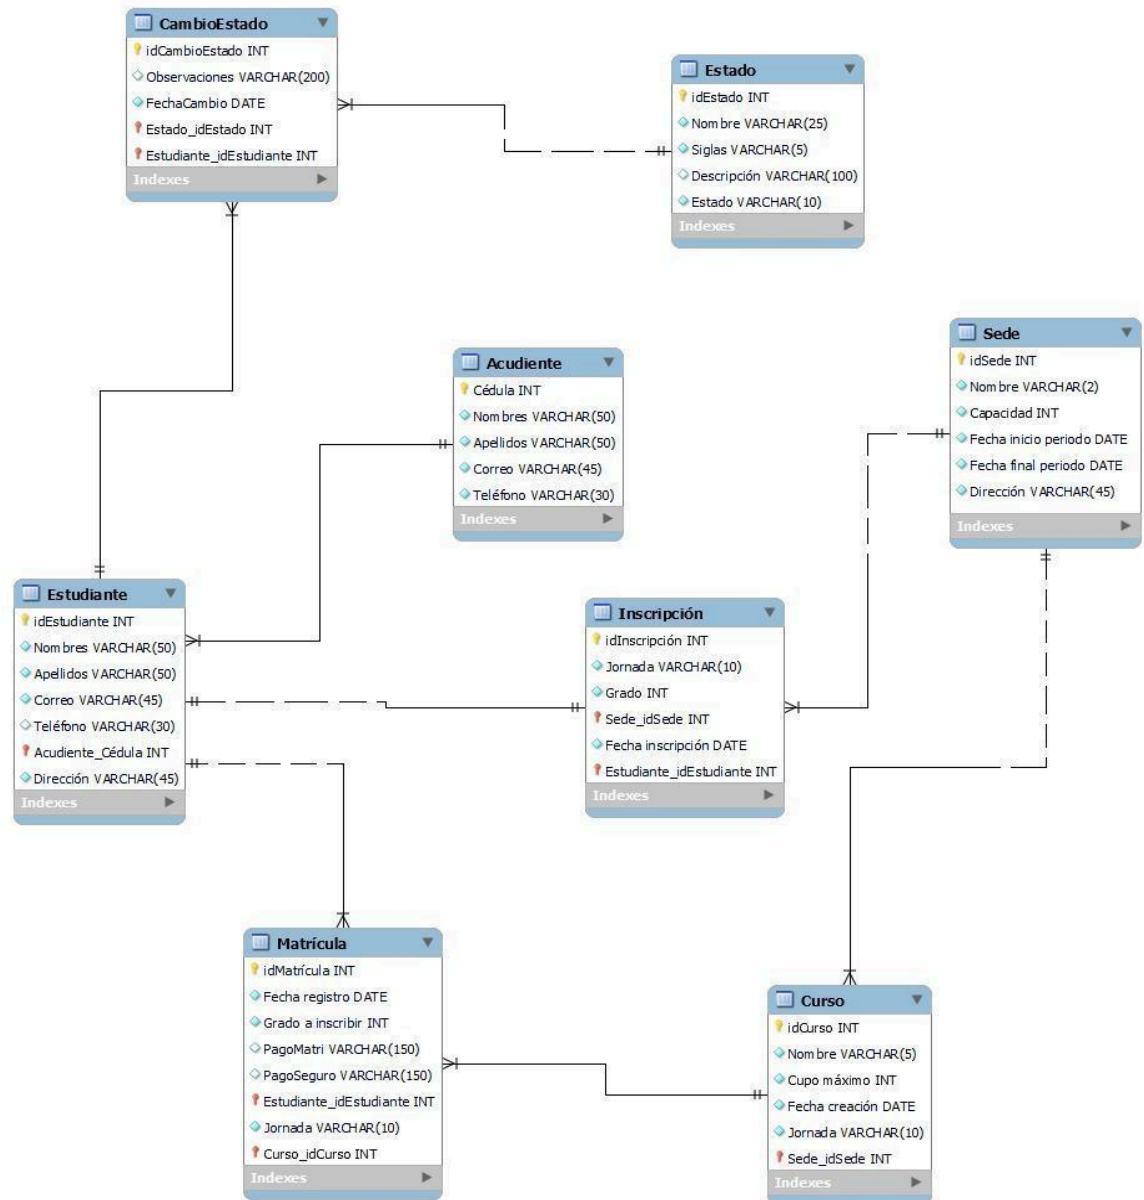 CambioEstado
idCambioEstado INT
Observaciones VARCHAR(200)
FechaCambio DATE
Estado_idEstado INT
Estudiante_idEstudiante INT
Indexes
Estado
idEstado INT
Nombre VARCHAR(25)
Siglas VARCHAR(5)
Descripción VARCHAR(100)
Estado VARCHAR(10)
Indexes
Sede
idSede INT
Nombre VARCHAR(2)
Capacidad INT
Fecha inicio periodo DATE
Fecha final periodo DATE
Dirección VARCHAR(45)
Indexes
Acudiente
Cédula INT
Nombres VARCHAR(50)
Apellidos VARCHAR(50)
Correo VARCHAR(45)
Teléfono VARCHAR(30)
Indexes
Estudiante
idEstudiante INT
Nombres VARCHAR(50)
Apellidos VARCHAR(50)
Correo VARCHAR(45)
Teléfono VARCHAR(30)
Acudiente_Cédula INT
Dirección VARCHAR(45)
Indexes
Inscripción
idInscripción INT
Jornada VARCHAR(10)
Grado INT
Sede_idSede INT
Fecha inscripción DATE
Estudiante_idEstudiante INT
Indexes
Matrícula
idMatrícula INT
Fecha registro DATE
Grado a inscribir INT
PagoMatri VARCHAR(150)
PagoSeguro VARCHAR(150)
Estudiante_idEstudiante INT
Jornada VARCHAR(10)
Curso_idCurso INT
Indexes
Curso
idCurso INT
Nombre VARCHAR(5)
Cupo máximo INT
Fecha creación DATE
Jornada VARCHAR(10)
Sede_idSede INT
Indexes